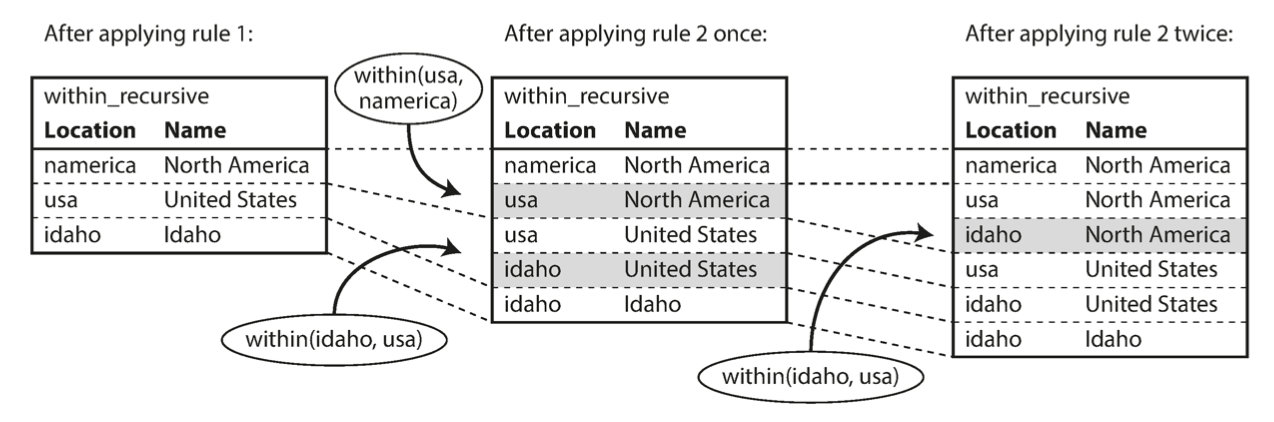 After applying rule 1:
within_recursive
Location Name
namerica North America
usa United States
idaho Idaho
within(usa,
namerica)
within(idaho, usa)
After applying rule 2 once:
within_recursive
Location Name
namerica North America
usa North America
usa United States
idaho United States
idaho Idaho
within(idaho, usa)
After applying rule 2 twice:
within_recursive
Location Name
namerica North America
usa North America
idaho North America
usa United States
idaho United States
idaho Idaho